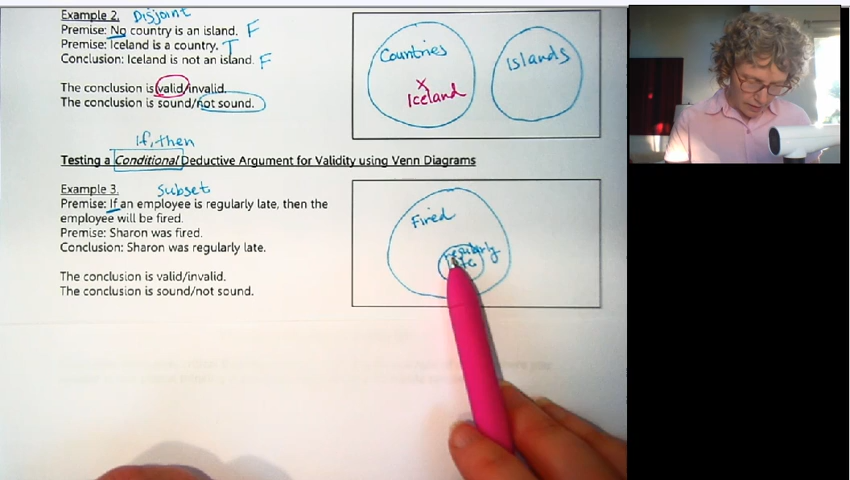 Example 2. Disjoint
Premise: No country is an island. F
Premise: Iceland is a country. T
Conclusion: Iceland is not an island. F
The conclusion is valid/invalid.
The conclusion is sound/not sound.
Countries
Iceland
Islands
If, then
Testing a Conditional Deductive Argument for Validity using Venn Diagrams
Example 3. Subset
Premise: If an employee is regularly late, then the
employee will be fired.
Premise: Sharon was fired.
Conclusion: Sharon was regularly late.
The conclusion is valid/invalid.
The conclusion is sound/not sound.
Fired
regularly